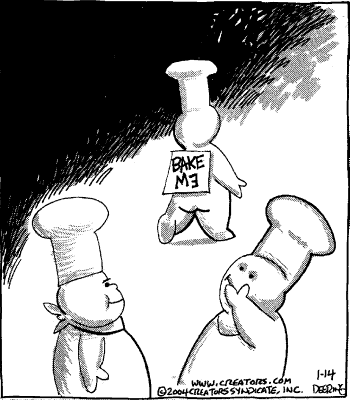 BAKE
ME
1-14
WWW.CREATORS.COM
©2004 CREATORS SYNDICATE, INC.
DEERING